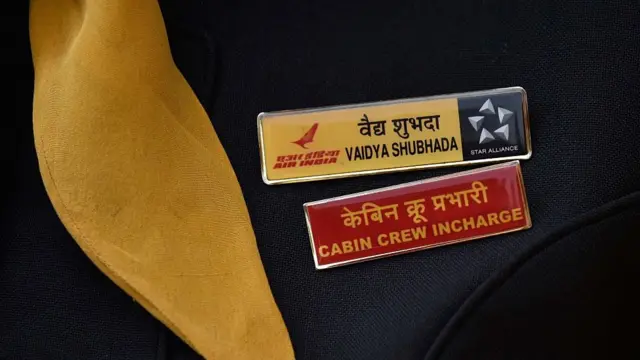 वैद्य शुभदा
एअर इंडिया
AIR INDIA
VAIDYA SHUBHADA
STAR ALLIANCE
केबिन क्रू प्रभारी
CABIN CREW INCHARGE